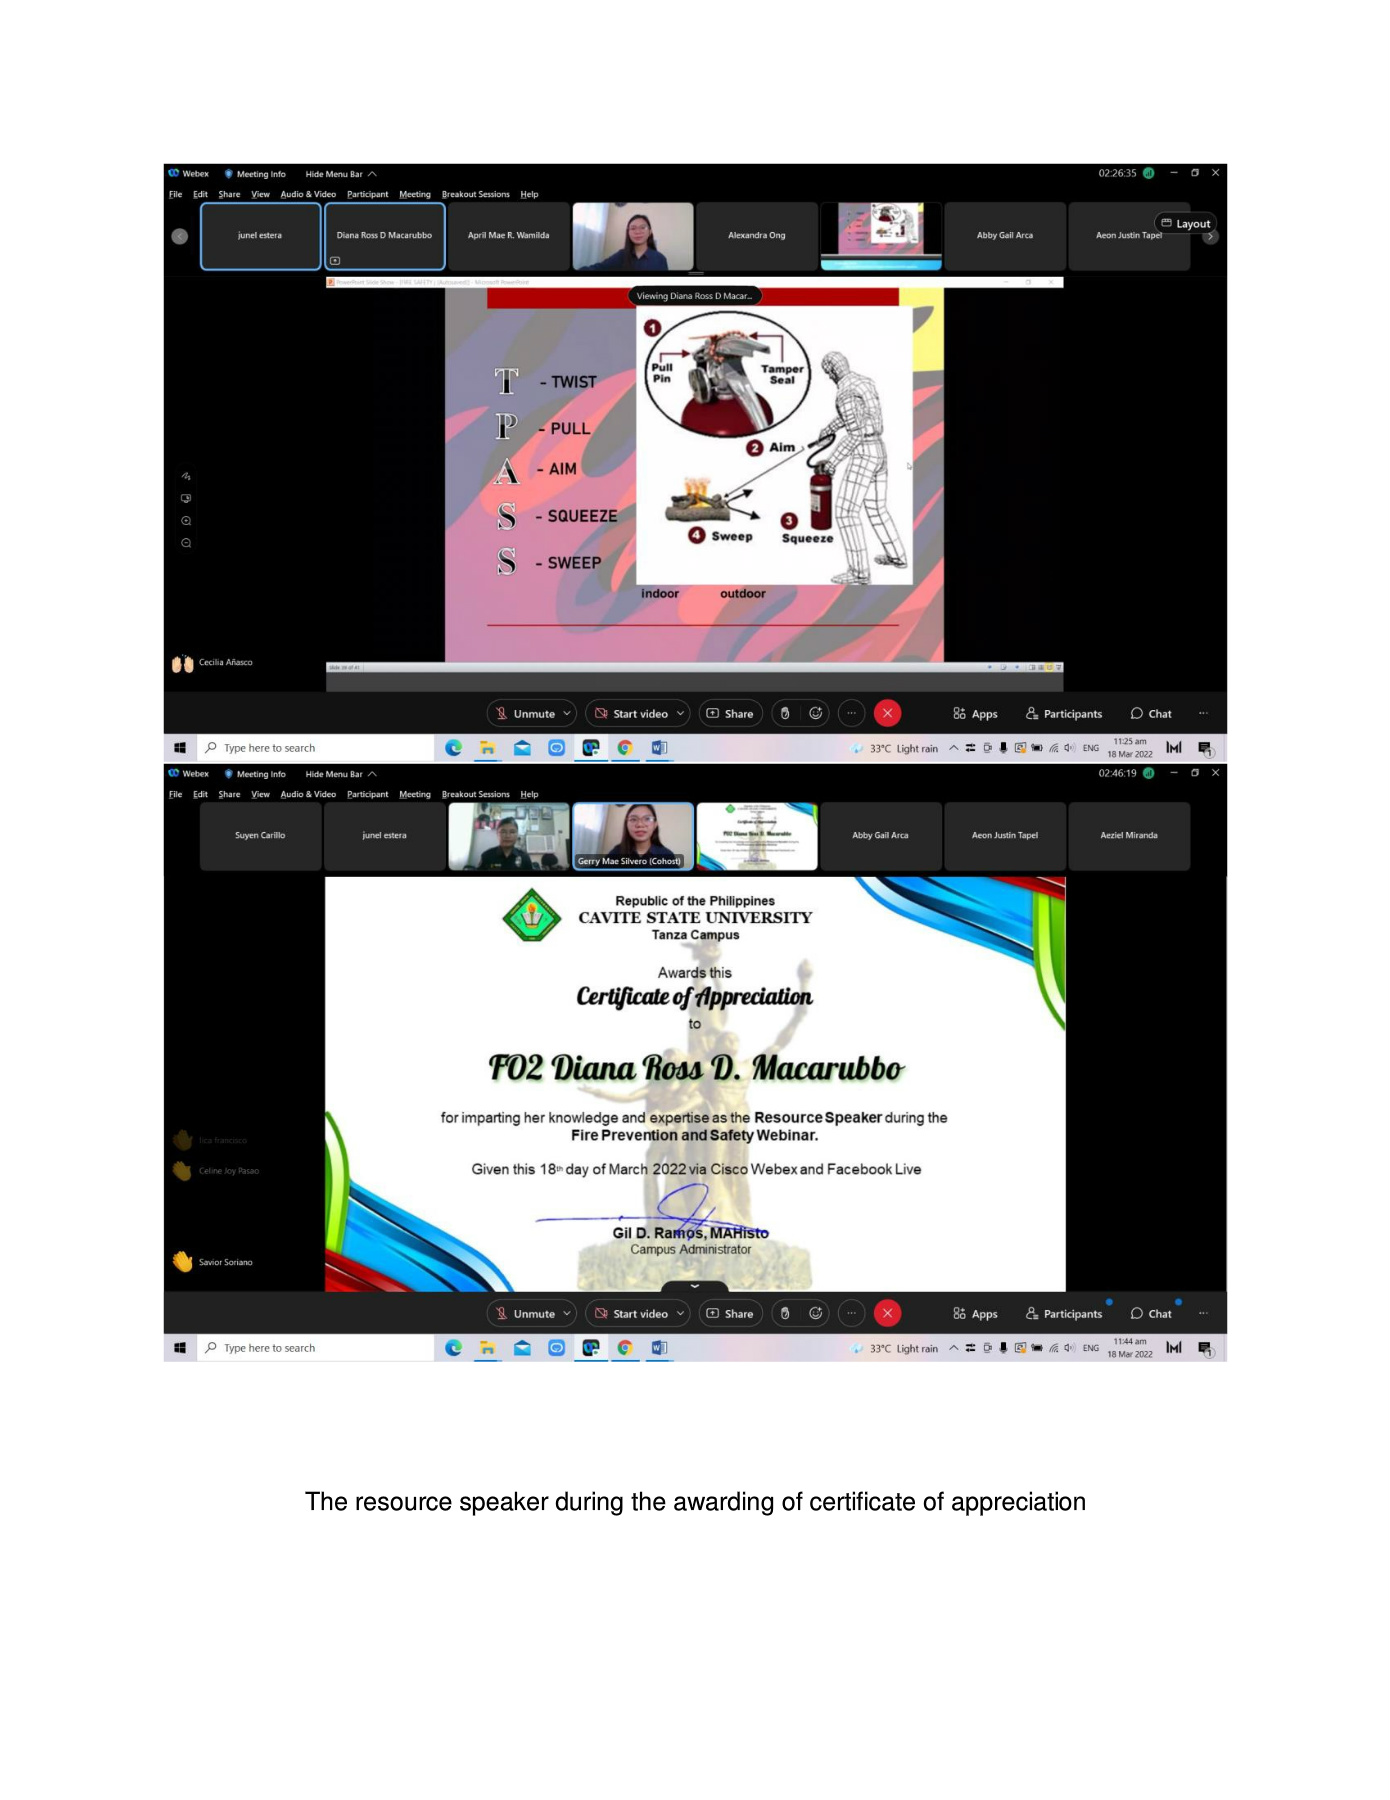 Webex Meeting Info Hide Menu Bar 02:26:35
File Edit Share View Audio & Video Participant Meeting Breakout Sessions Help
junel estera
Diana Ross D Macarubbo
April Mae R. Wamilda
Alexandra Ong
Abby Gail Arca
Aeon Justin Tapel
Layout
PowerPoint Slide Show - [FIRE SAFETY [Autosaved]] - Microsoft PowerPoint
Viewing Diana Ross D Macar...
T - TWIST
P - PULL
A - AIM
S - SQUEEZE
S - SWEEP
1
Pull
Pin
Tamper
Seal
2 Aim
3
Squeeze
4 Sweep
indoor outdoor
Cecilia Añasco
Unmute Start video Share Apps Participants Chat
Type here to search
33°C Light rain
ENG
11:25 am
18 Mar 2022
Webex Meeting Info Hide Menu Bar 02:46:19
File Edit Share View Audio & Video Participant Meeting Breakout Sessions Help
Suyen Carillo
junel estera
Gerry Mae Silvero (Cohost)
Abby Gail Arca
Aeon Justin Tapel
Aeziel Miranda
Republic of the Philippines
CAVITE STATE UNIVERSITY
Tanza Campus
Awards this
Certificate of Appreciation
to
FO2 Diana Ross D. Macarubbo
for imparting her knowledge and expertise as the Resource Speaker during the
Fire Prevention and Safety Webinar.
Given this 18th day of March 2022 via Cisco Webex and Facebook Live
Gil D. Ramos, MAHisto
Campus Administrator
francisco
Celine Joy Pasao
Savior Soriano
Unmute Start video Share Apps Participants Chat
Type here to search
33°C Light rain
ENG
11:44 am
18 Mar 2022
The resource speaker during the awarding of certificate of appreciation